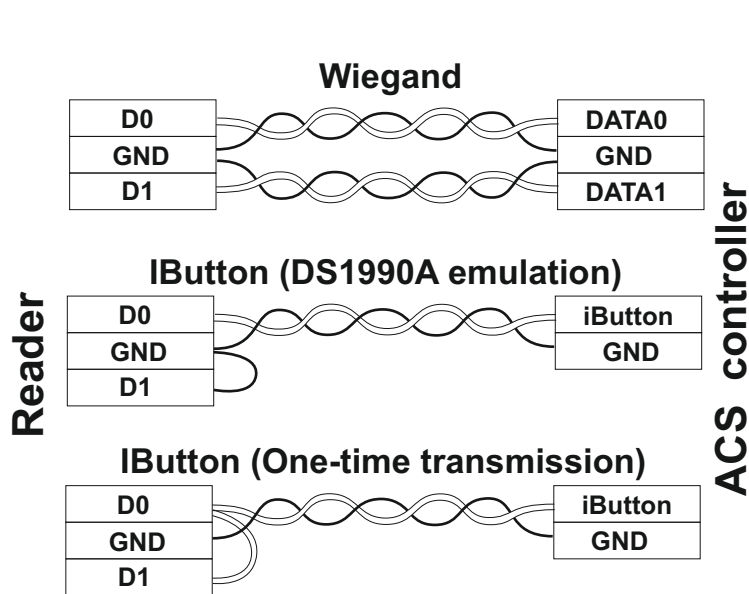 Wiegand
D0
GND
D1
DATA0
GND
DATA1
IButton (DS1990A emulation)
D0
GND
D1
iButton
GND
IButton (One-time transmission)
D0
GND
D1
iButton
GND
Reader
ACS controller